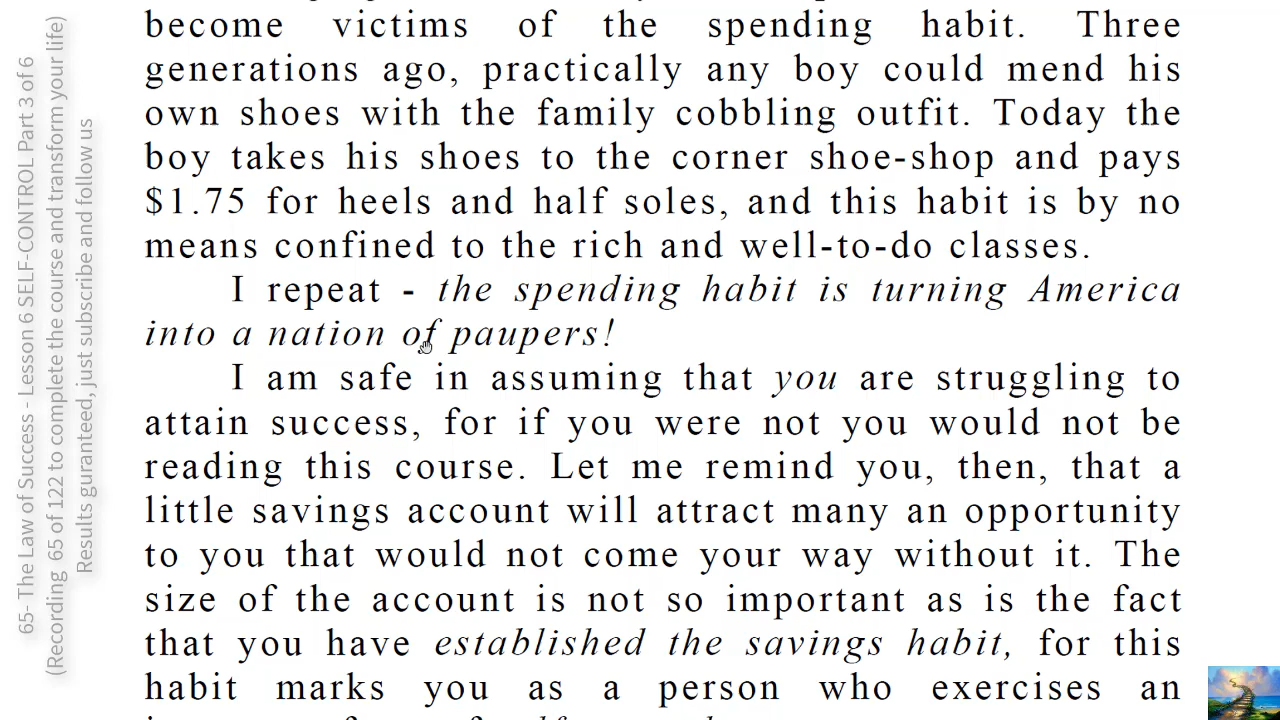 become victims of the spending habit. Three
generations ago, practically any boy could mend his
own shoes with the family cobbling outfit. Today the
boy takes his shoes to the corner shoe-shop and pays
$1.75 for heels and half soles, and this habit is by no
means confined to the rich and well-to-do classes.
I repeat - the spending habit is turning America
into a nation of paupers!
I am safe in assuming that you are struggling to
attain success, for if you were not you would not be
reading this course. Let me remind you, then, that a
little savings account will attract many an opportunity
to you that would not come your way without it. The
size of the account is not so important as is the fact
that you have established the savings habit, for this
habit marks you as a person who exercises an
65- The Law of Success - Lesson 6 SELF-CONTROL Part 3 of 6
(Recording 65 of 122 to complete the course and transform your life)
Results guranteed, just subscribe and follow us